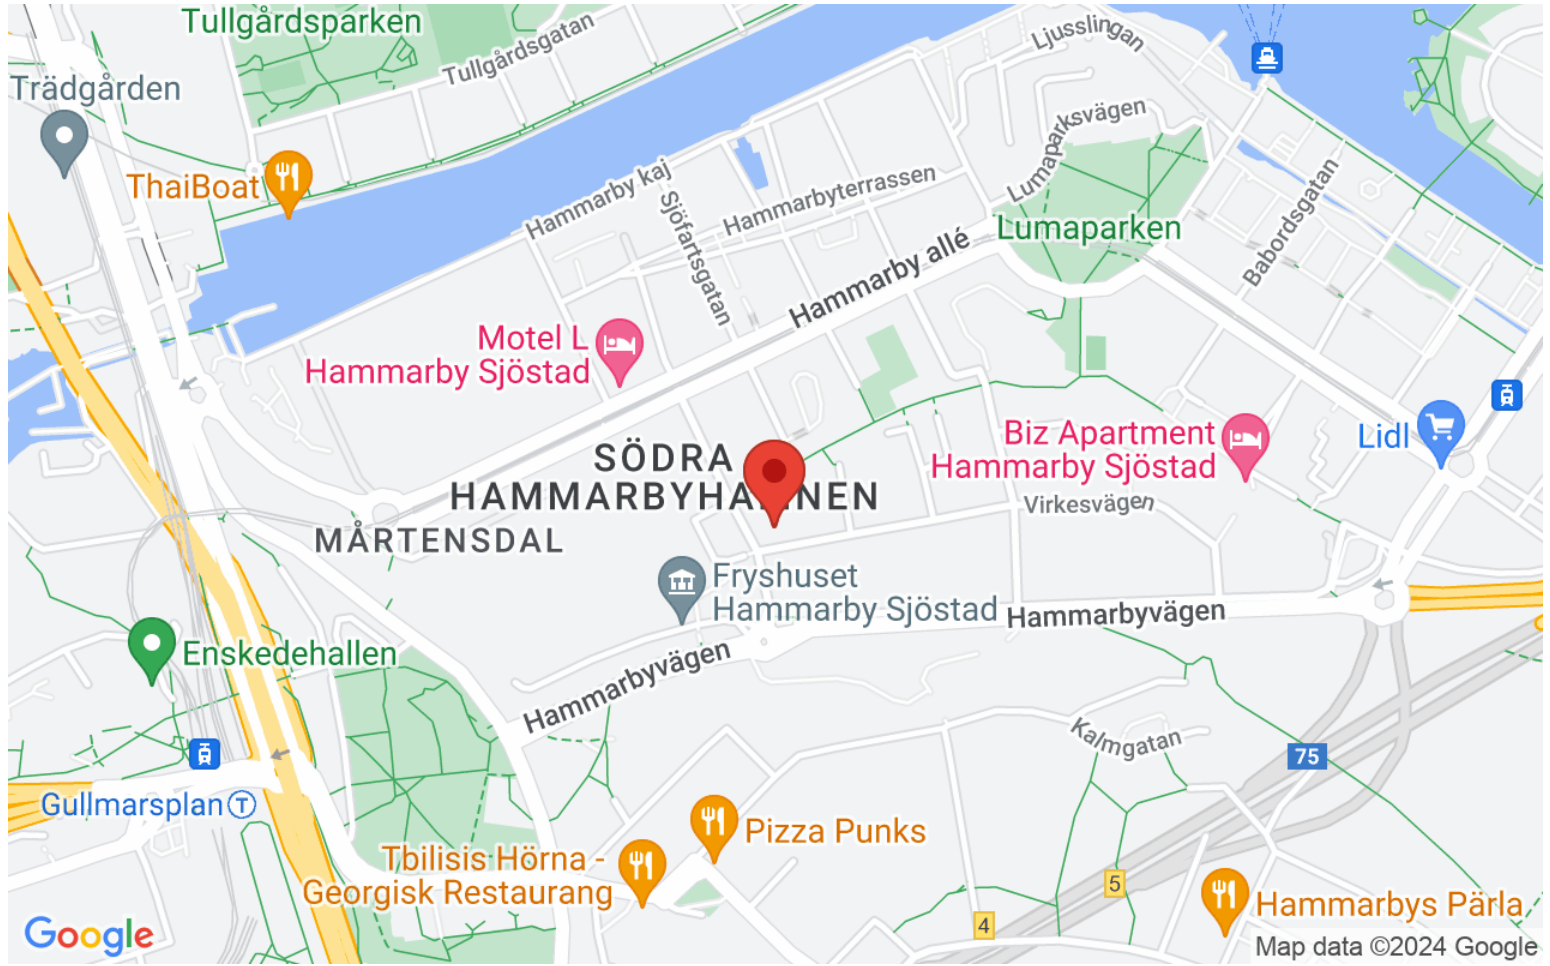 Tullgårdsparken
Tullgårdsgatan
Ljusslingan
Trädgården
ThaiBoat
Lumaparksvägen
Hammarby kaj
Sjöfartsgatan
Hammarbyterrassen
Lumaparken
Babordsgatan
Hammarby allé
Motel L
Hammarby Sjöstad
Biz Apartment
Hammarby Sjöstad
Lidl
SÖDRA
MÅRTENSDAL
Virkesvägen
Fryshuset
Hammarby Sjöstad
Hammarbyvägen
Enskedehallen
Hammarbyvägen
Kalmgatan
75
Gullmarsplan T
Pizza Punks
Tbilisis Hörna -
Georgisk Restaurang
5
4
Hammarbys Pärla
Google
Map data ©2024 Google